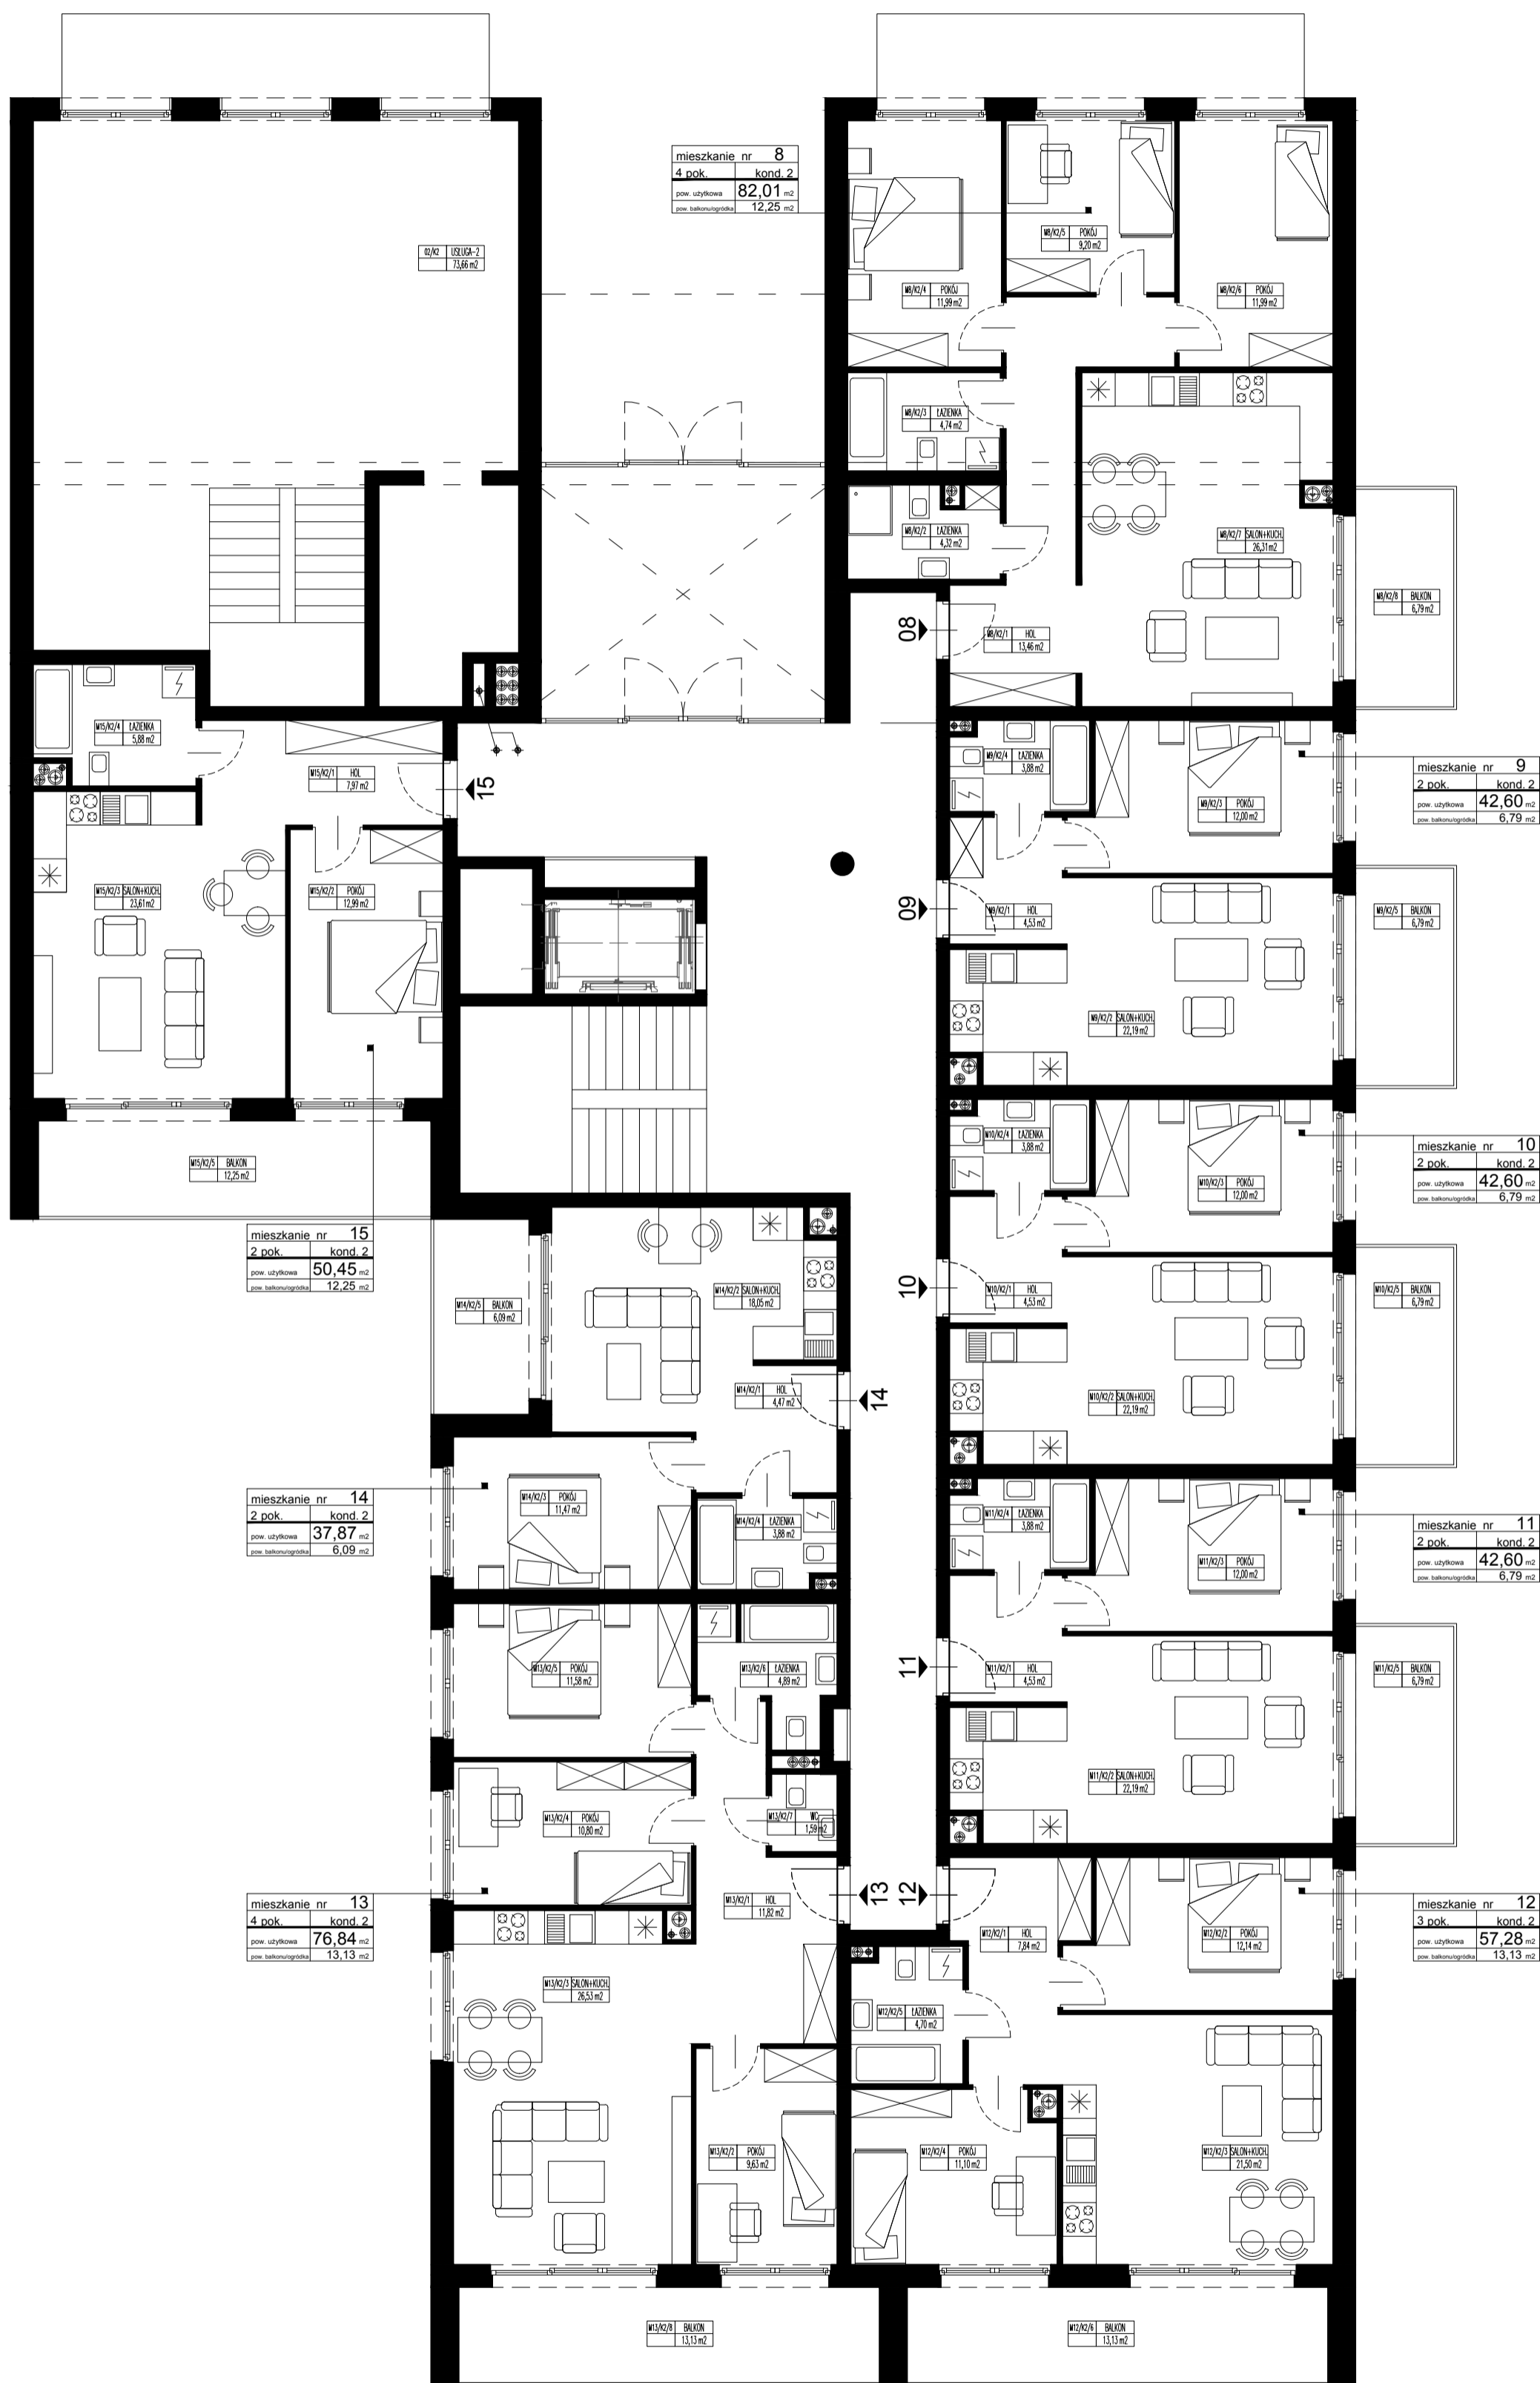 mieszkanie nr 8
4 pok. kond. 2
pow. użytkowa 82,01 m2
pow. balkonu/ogródka 12,25 m2
02/K2 USŁUGA-2
73,66 m2
M8/K2/5 POKÓJ
9,20 m2
M8/K2/4 POKÓJ
11,99 m2
M8/K2/6 POKÓJ
11,99 m2
M8/K2/3 ŁAZIENKA
4,74 m2
M8/K2/2 ŁAZIENKA
4,32 m2
M8/K2/7 SALON+KUCH.
26,31 m2
M8/K2/8 BALKON
6,79 m2
08
M8/K2/1 HOL
13,46 m2
M15/K2/4 ŁAZIENKA
5,88 m2
M15/K2/1 HOL
7,97 m2
15
M15/K2/3 SALON+KUCH.
23,61 m2
M15/K2/2 POKÓJ
12,99 m2
M15/K2/5 BALKON
12,25 m2
mieszkanie nr 15
2 pok. kond. 2
pow. użytkowa 50,45 m2
pow. balkonu/ogródka 12,25 m2
M9/K2/4 ŁAZIENKA
3,88 m2
M9/K2/3 POKÓJ
12,00 m2
mieszkanie nr 9
2 pok. kond. 2
pow. użytkowa 42,60 m2
pow. balkonu/ogródka 6,79 m2
09
M9/K2/1 HOL
4,53 m2
M9/K2/5 BALKON
6,79 m2
M9/K2/2 SALON+KUCH.
22,19 m2
M10/K2/4 ŁAZIENKA
3,88 m2
M10/K2/3 POKÓJ
12,00 m2
mieszkanie nr 10
2 pok. kond. 2
pow. użytkowa 42,60 m2
pow. balkonu/ogródka 6,79 m2
10
M10/K2/1 HOL
4,53 m2
M10/K2/5 BALKON
6,79 m2
M10/K2/2 SALON+KUCH.
22,19 m2
M14/K2/5 BALKON
6,09 m2
M14/K2/2 SALON+KUCH.
18,05 m2
M14/K2/1 HOL
4,47 m2
14
M14/K2/3 POKÓJ
11,47 m2
M14/K2/4 ŁAZIENKA
3,88 m2
mieszkanie nr 14
2 pok. kond. 2
pow. użytkowa 37,87 m2
pow. balkonu/ogródka 6,09 m2
M11/K2/4 ŁAZIENKA
3,88 m2
M11/K2/3 POKÓJ
12,00 m2
mieszkanie nr 11
2 pok. kond. 2
pow. użytkowa 42,60 m2
pow. balkonu/ogródka 6,79 m2
11
M11/K2/1 HOL
4,53 m2
M11/K2/5 BALKON
6,79 m2
M11/K2/2 SALON+KUCH.
22,19 m2
M13/K2/5 POKÓJ
11,58 m2
M13/K2/6 ŁAZIENKA
4,89 m2
M13/K2/4 POKÓJ
10,80 m2
M13/K2/7 WC
1,59 m2
mieszkanie nr 13
4 pok. kond. 2
pow. użytkowa 76,84 m2
pow. balkonu/ogródka 13,13 m2
M13/K2/1 HOL
11,82 m2
13
12
M13/K2/3 SALON+KUCH.
26,53 m2
M13/K2/2 POKÓJ
9,63 m2
M13/K2/8 BALKON
13,13 m2
M12/K2/1 HOL
7,84 m2
M12/K2/2 POKÓJ
12,14 m2
mieszkanie nr 12
3 pok. kond. 2
pow. użytkowa 57,28 m2
pow. balkonu/ogródka 13,13 m2
M12/K2/5 ŁAZIENKA
4,70 m2
M12/K2/4 POKÓJ
11,10 m2
M12/K2/3 SALON+KUCH.
21,50 m2
M12/K2/6 BALKON
13,13 m2